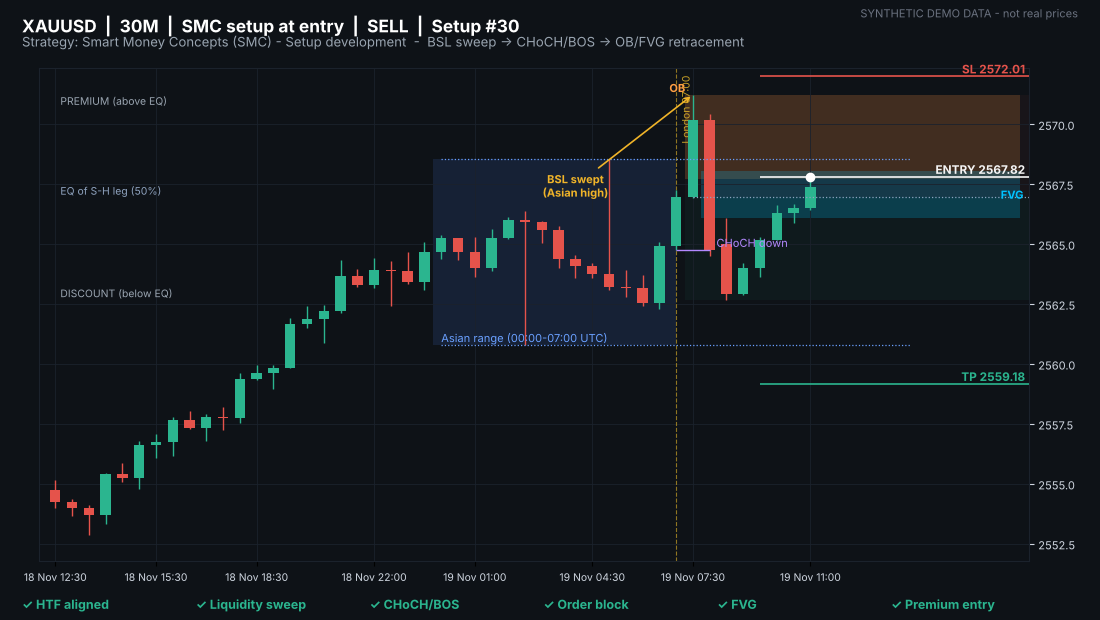 SYNTHETIC DEMO DATA - not real prices
XAUUSD | 30M | SMC setup at entry | SELL | Setup #30
Strategy: Smart Money Concepts (SMC) - Setup development - BSL sweep → CHoCH/BOS → OB/FVG retracement
SL 2572.01
OB
London 07:00
PREMIUM (above EQ)
2570.0
ENTRY 2567.82
BSL swept
(Asian high)
EQ of S-H leg (50%)
FVG
2567.5
CHoCH down
2565.0
DISCOUNT (below EQ)
2562.5
Asian range (00:00-07:00 UTC)
2560.0
TP 2559.18
2557.5
2555.0
2552.5
18 Nov 12:30 18 Nov 15:30 18 Nov 18:30 18 Nov 22:00 19 Nov 01:00 19 Nov 04:30 19 Nov 07:30 19 Nov 11:00
✓ HTF aligned ✓ Liquidity sweep ✓ CHoCH/BOS ✓ Order block ✓ FVG ✓ Premium entry